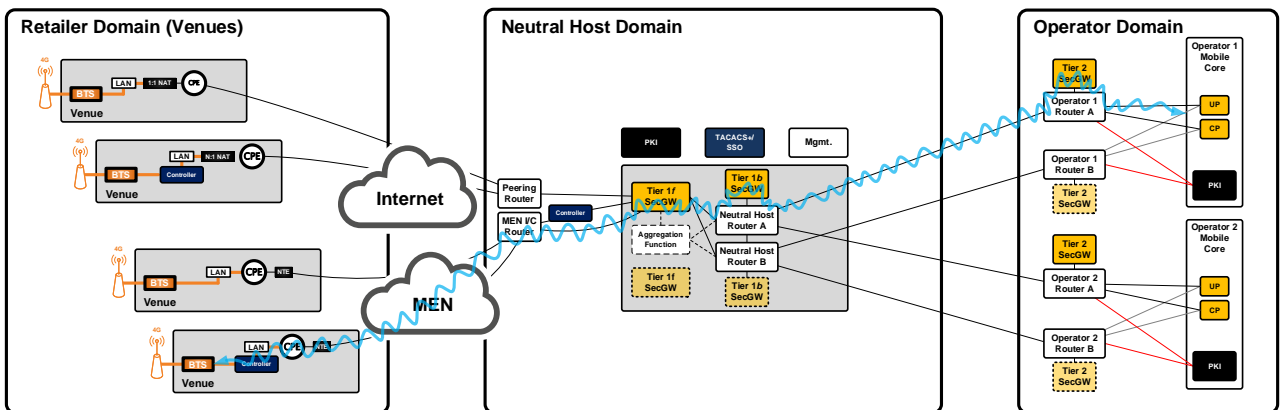 Retailer Domain (Venues)
4G
BTS
LAN
1:1 NAT
CPE
Venue
4G
BTS
LAN
N:1 NAT
CPE
Controller
Venue
4G
BTS
LAN
CPE
NTE
Venue
4G
BTS
LAN
CPE
NTE
Controller
Venue
Internet
MEN
Neutral Host Domain
Peering
Router
MEN I/C
Router
Controller
PKI
TACACS+/
SSO
Mgmt.
Tier 1f
SecGW
Tier 1b
SecGW
Aggregation
Function
Neutral Host
Router A
Neutral Host
Router B
Tier 1f
SecGW
Tier 1b
SecGW
Operator Domain
Tier 2
SecGW
Operator 1
Router A
Operator 1
Router B
Tier 2
SecGW
Operator 1
Mobile
Core
UP
CP
PKI
Tier 2
SecGW
Operator 2
Router A
Operator 2
Router B
Tier 2
SecGW
Operator 2
Mobile
Core
UP
CP
PKI